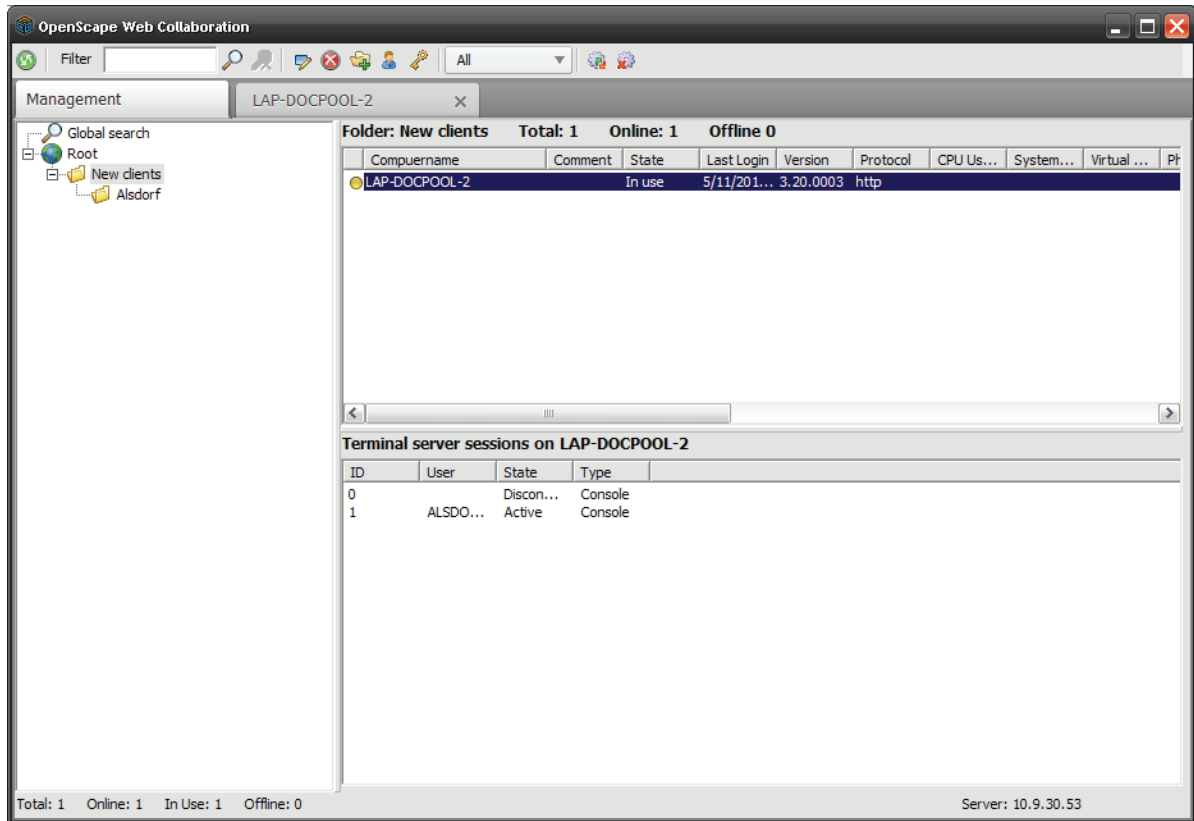 OpenScape Web Collaboration
Filter All
Management LAP-DOCPOOL-2
Global search
Root
New clients
Alsdorf
Folder: New clients Total: 1 Online: 1 Offline 0
Compuername Comment State Last Login Version Protocol CPU Us... System... Virtual ... Ph
LAP-DOCPOOL-2 In use 5/11/201... 3.20.0003 http
Terminal server sessions on LAP-DOCPOOL-2
ID User State Type
0 Discon... Console
1 ALSDO... Active Console
Total: 1 Online: 1 In Use: 1 Offline: 0 Server: 10.9.30.53